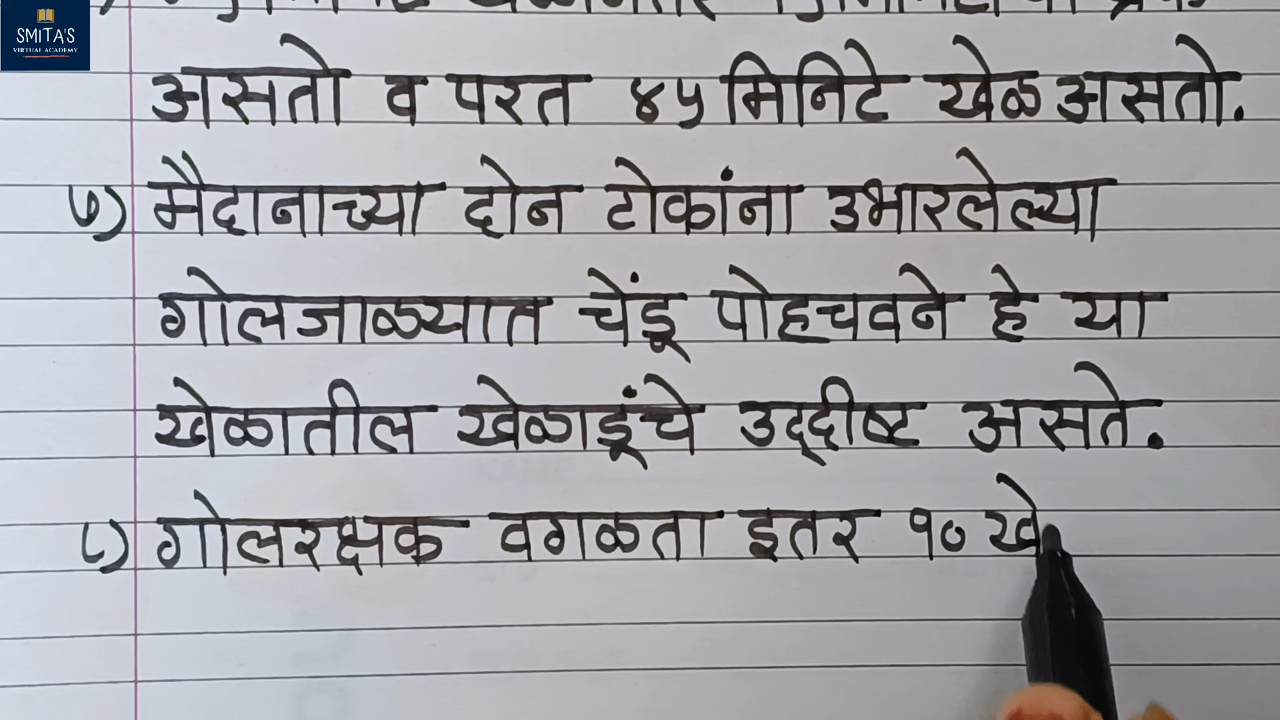 SMITA'S
VIRTUAL ACADEMY
असतो व परत ४५ मिनिटे खेळ असतो.
७) मैदानाच्या दोन टोकांना उभारलेल्या
गोलजाळ्यात चेंडू पोहचवने हे या
खेळातील खेळाडूंचे उद्दीष्ट असते.
८) गोलरक्षक वगळता इतर १० खे